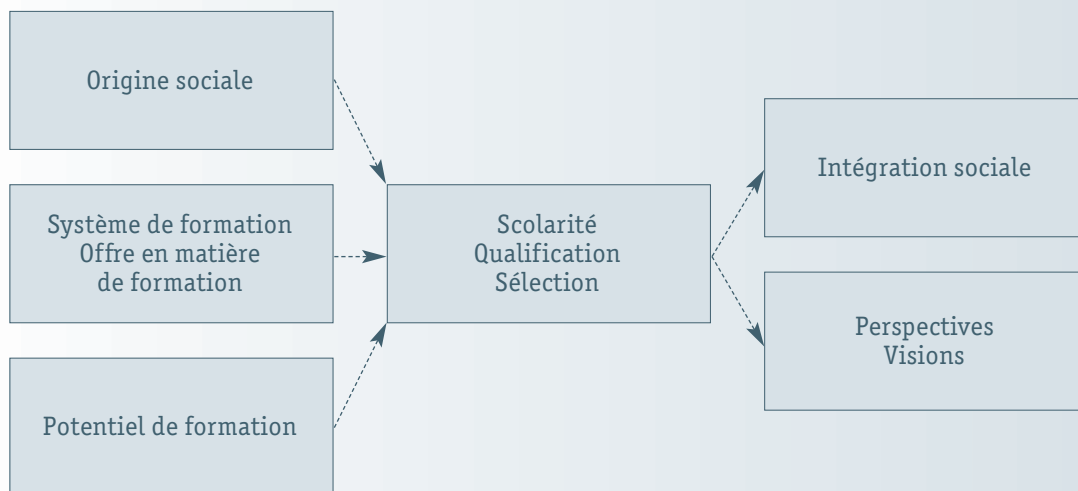 Origine sociale
Système de formation
Offre en matière
de formation
Potentiel de formation
Scolarité
Qualification
Sélection
Intégration sociale
Perspectives
Visions